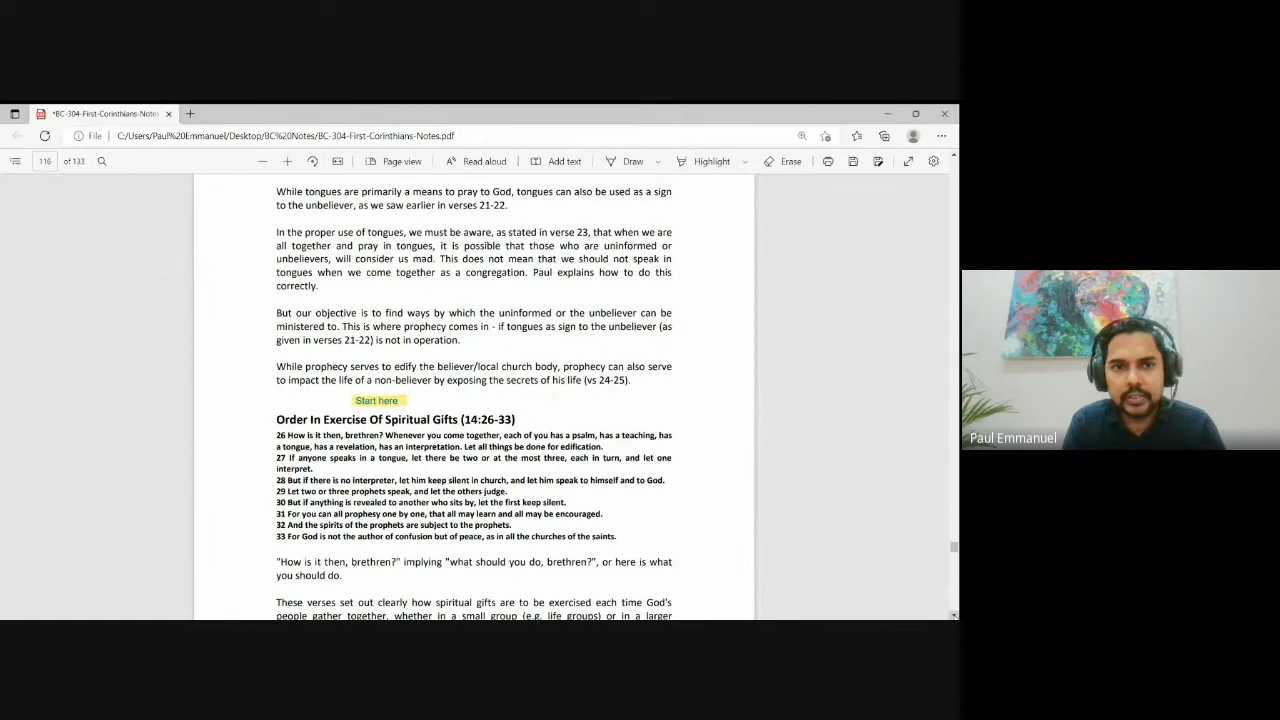 *BC-304-First-Corinthians-Notes
File
C:/Users/Paul%20Emmanuel/Desktop/BC%20Notes/BC-304-First-Corinthians-Notes.pdf
116 of 133
Page view
Read aloud
Add text
Draw
Highlight
Erase
While tongues are primarily a means to pray to God, tongues can also be used as a sign
to the unbeliever, as we saw earlier in verses 21-22.
In the proper use of tongues, we must be aware, as stated in verse 23, that when we are
all together and pray in tongues, it is possible that those who are uninformed or
unbelievers, will consider us mad. This does not mean that we should not speak in
tongues when we come together as a congregation. Paul explains how to do this
correctly.
But our objective is to find ways by which the uninformed or the unbeliever can be
ministered to. This is where prophecy comes in - if tongues as sign to the unbeliever (as
given in verses 21-22) is not in operation.
While prophecy serves to edify the believer/local church body, prophecy can also serve
to impact the life of a non-believer by exposing the secrets of his life (vs 24-25).
Start here
Order In Exercise Of Spiritual Gifts (14:26-33)
26 How is it then, brethren? Whenever you come together, each of you has a psalm, has a teaching, has
a tongue, has a revelation, has an interpretation. Let all things be done for edification.
27 If anyone speaks in a tongue, let there be two or at the most three, each in turn, and let one
interpret.
28 But if there is no interpreter, let him keep silent in church, and let him speak to himself and to God.
29 Let two or three prophets speak, and let the others judge.
30 But if anything is revealed to another who sits by, let the first keep silent.
31 For you can all prophesy one by one, that all may learn and all may be encouraged.
32 And the spirits of the prophets are subject to the prophets.
33 For God is not the author of confusion but of peace, as in all the churches of the saints.
"How is it then, brethren?" implying "what should you do, brethren?", or here is what
you should do.
These verses set out clearly how spiritual gifts are to be exercised each time God's
people gather together, whether in a small group (e.g. life groups) or in a larger
Paul Emmanuel